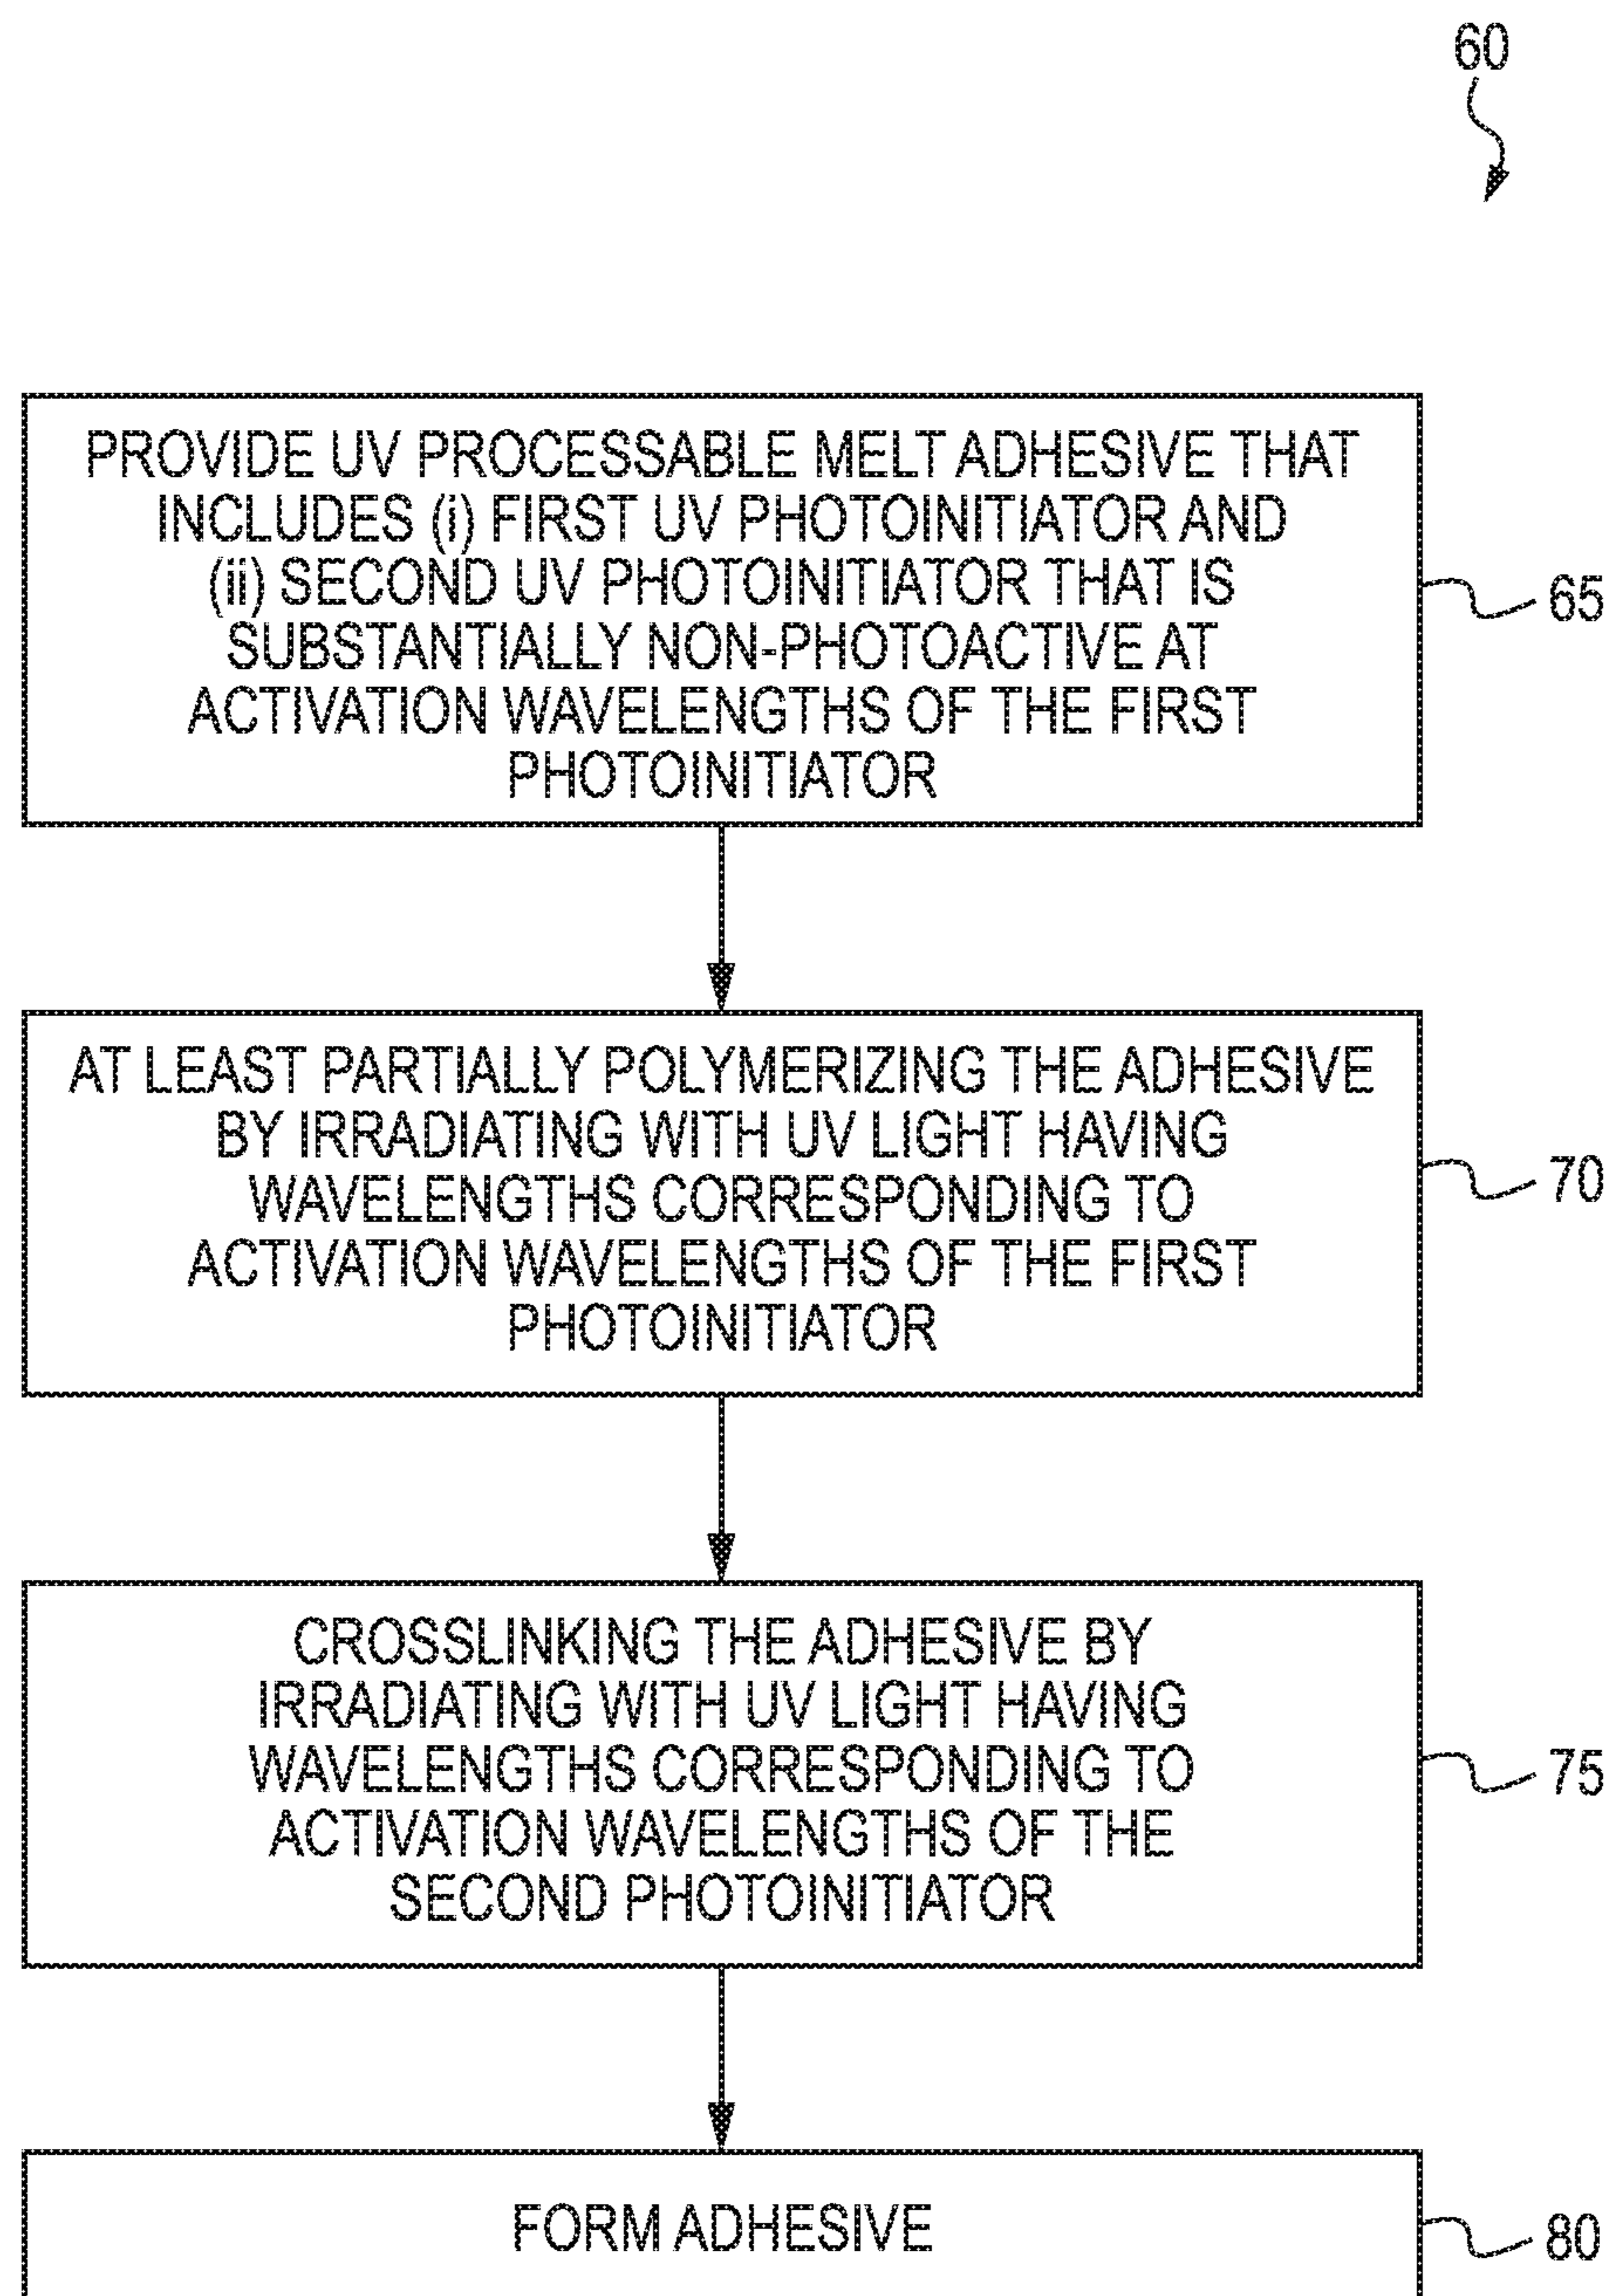 60
PROVIDE UV PROCESSABLE MELT ADHESIVE THAT
INCLUDES (i) FIRST UV PHOTOINITIATOR AND
(ii) SECOND UV PHOTOINITIATOR THAT IS
SUBSTANTIALLY NON-PHOTOACTIVE AT
ACTIVATION WAVELENGTHS OF THE FIRST
PHOTOINITIATOR
65
AT LEAST PARTIALLY POLYMERIZING THE ADHESIVE
BY IRRADIATING WITH UV LIGHT HAVING
WAVELENGTHS CORRESPONDING TO
ACTIVATION WAVELENGTHS OF THE FIRST
PHOTOINITIATOR
70
CROSSLINKING THE ADHESIVE BY
IRRADIATING WITH UV LIGHT HAVING
WAVELENGTHS CORRESPONDING TO
ACTIVATION WAVELENGTHS OF THE
SECOND PHOTOINITIATOR
75
FORM ADHESIVE
80